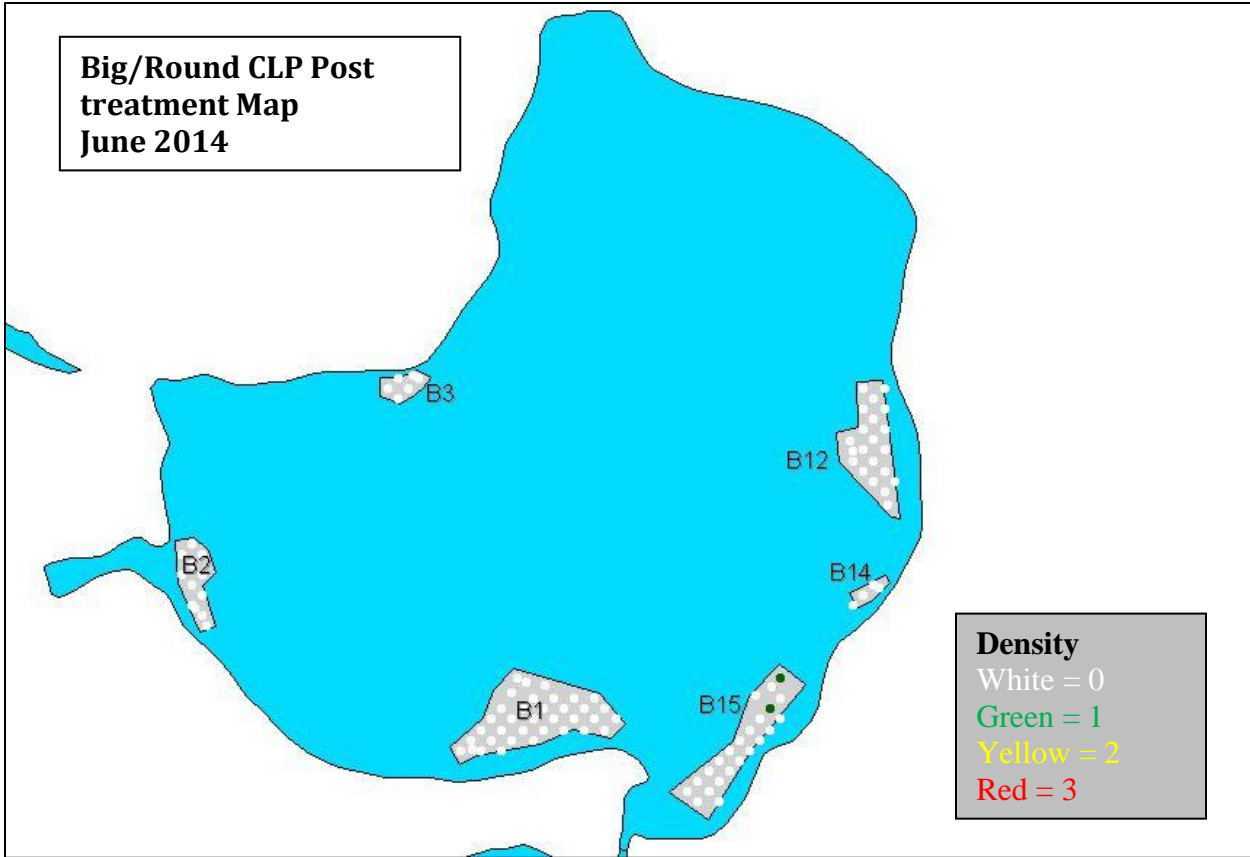 Big/Round CLP Post
treatment Map
June 2014
B3
B12
B2
B14
B1
B15
Density
White = 0
Green = 1
Yellow = 2
Red = 3